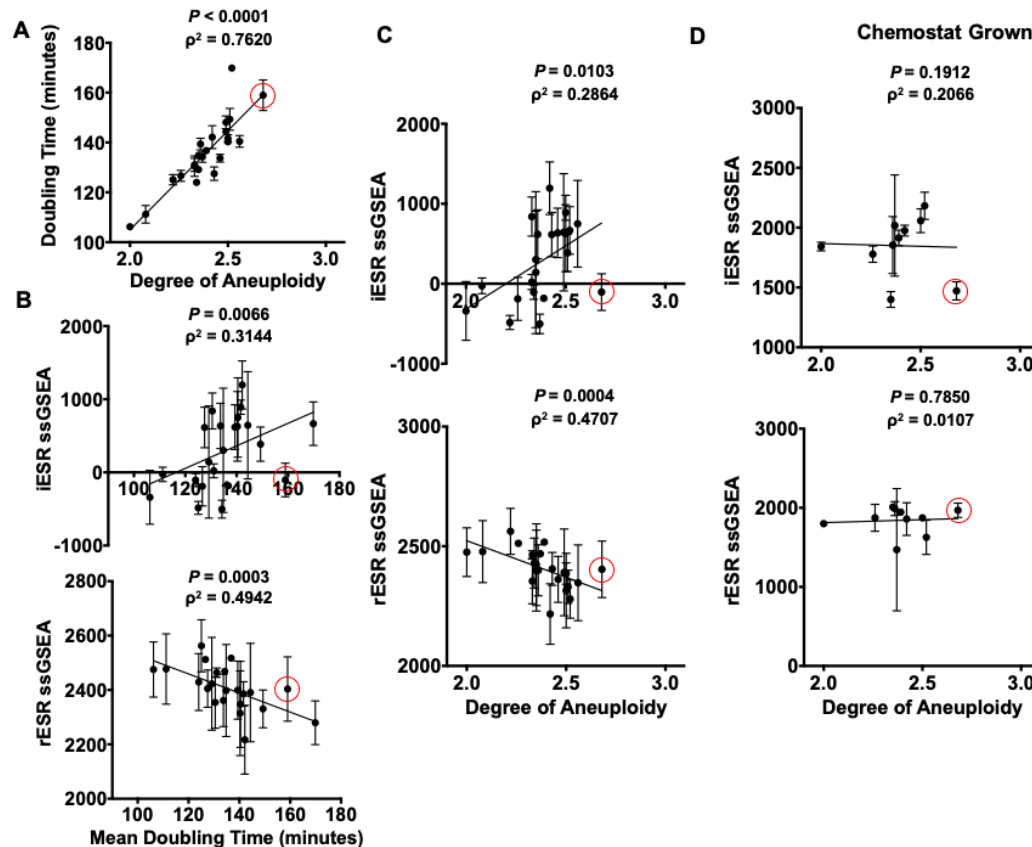 A
P < 0.0001
ρ² = 0.7620
Doubling Time (minutes)
180
160
140
120
100
2.0
2.5
3.0
Degree of Aneuploidy
B
P = 0.0066
ρ² = 0.3144
iESR ssGSEA
2000
1000
0
-1000
100
120
140
160
180
P = 0.0003
ρ² = 0.4942
rESR ssGSEA
2800
2600
2400
2200
2000
100
120
140
160
180
Mean Doubling Time (minutes)
C
P = 0.0103
ρ² = 0.2864
iESR ssGSEA
2000
1000
0
-1000
2.0
2.5
3.0
P = 0.0004
ρ² = 0.4707
rESR ssGSEA
3000
2500
2000
2.0
2.5
3.0
Degree of Aneuploidy
D
Chemostat Grown
P = 0.1912
ρ² = 0.2066
iESR ssGSEA
3000
2500
2000
1500
1000
2.0
2.5
3.0
P = 0.7850
ρ² = 0.0107
rESR ssGSEA
3000
2000
1000
0
2.0
2.5
3.0
Degree of Aneuploidy